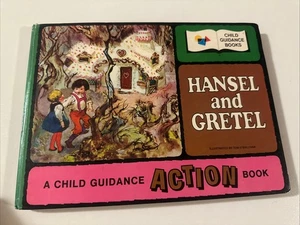 CHILD
GUIDANCE
BOOKS
HANSEL
and
GRETEL
A CHILD GUIDANCE ACTION BOOK